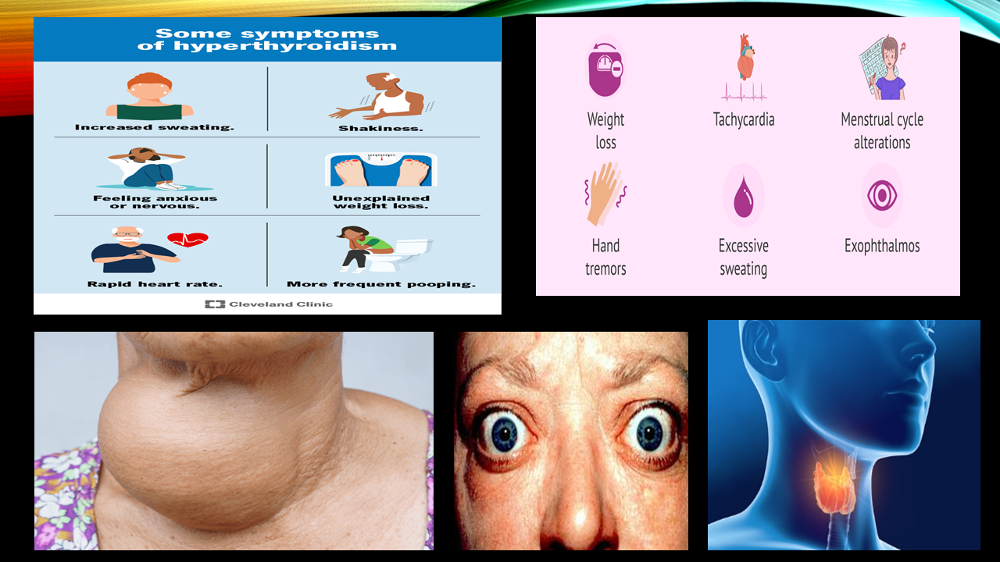 Some symptoms
of hyperthyroidism
Increased sweating.
Shakiness.
Feeling anxious
or nervous.
Unexplained
weight loss.
Rapid heart rate.
More frequent pooping.
Cleveland Clinic
Weight
loss
Tachycardia
FEBRUARY
Menstrual cycle
alterations
Hand
tremors
Excessive
sweating
Exophthalmos